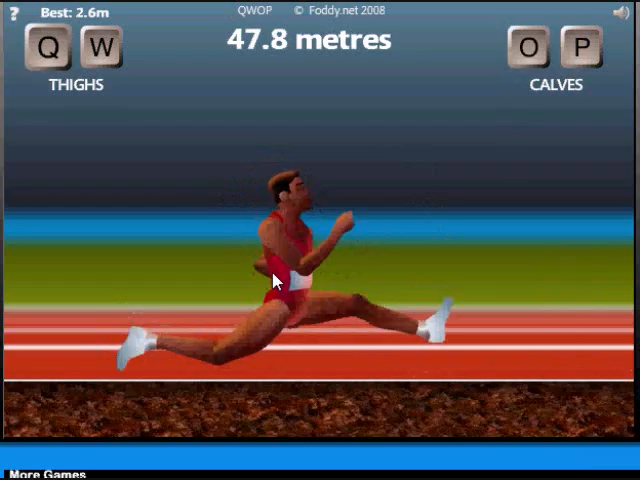 ? Best: 2.6m QWOP © Foddy.net 2008
Q W 47.8 metres O P
THIGHS CALVES
More Games